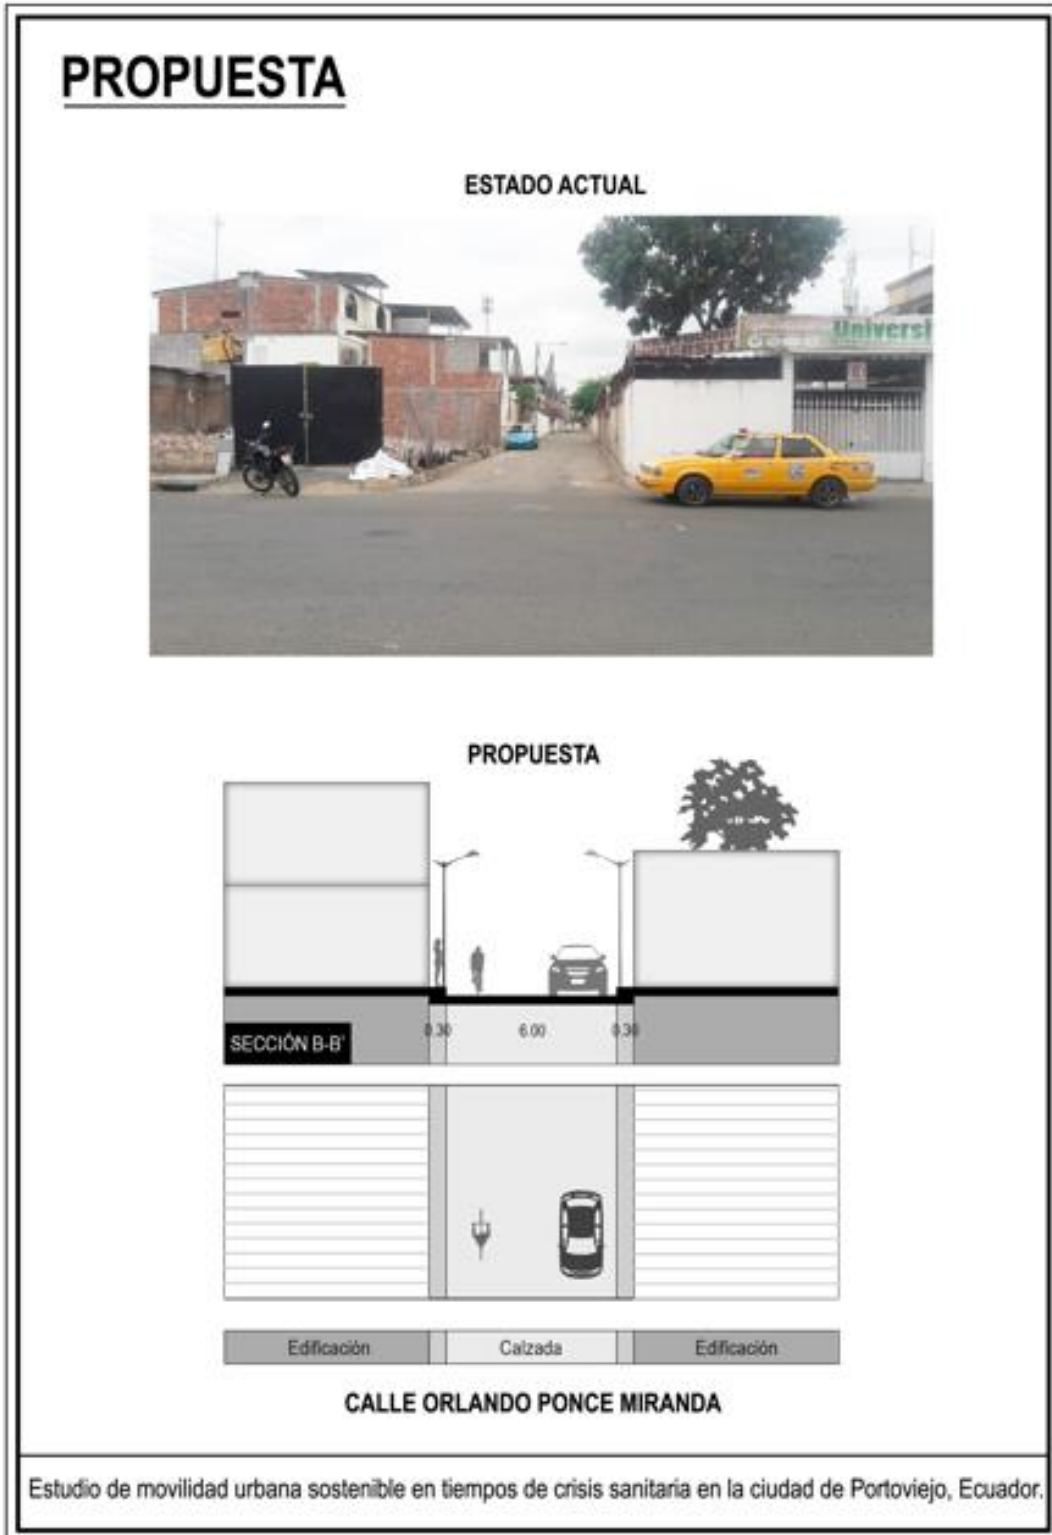 PROPUESTA
ESTADO ACTUAL
Universi
PROPUESTA
0.30 6.00 0.30
SECCIÓN B-B'
Edificación Calzada Edificación
CALLE ORLANDO PONCE MIRANDA
Estudio de movilidad urbana sostenible en tiempos de crisis sanitaria en la ciudad de Portoviejo, Ecuador.